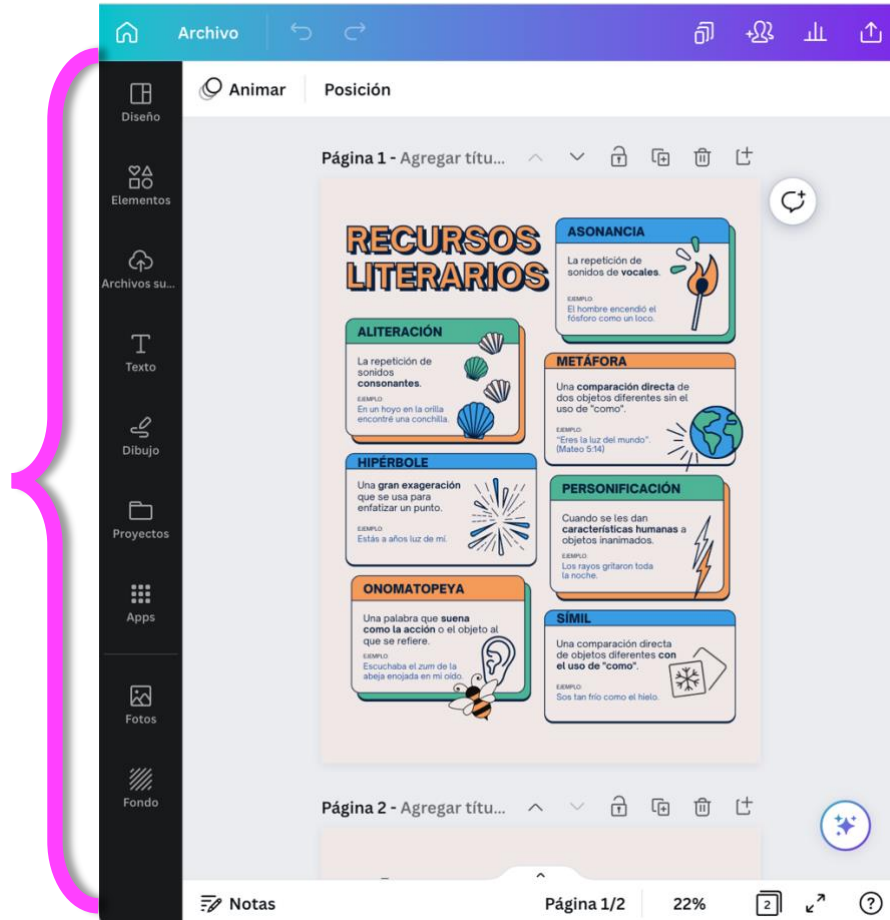 Archivo
Diseño
Elementos
Archivos su...
Texto
Dibujo
Proyectos
Apps
Fotos
Fondo
Animar Posición
Página 1 - Agregar títu...
RECURSOS
LITERARIOS
ASONANCIA
La repetición de
sonidos de vocales.
EJEMPLO
El hombre encendió el
fósforo como un loco.
ALITERACIÓN
La repetición de
sonidos
consonantes.
EJEMPLO
En un hoyo en la orilla
encontré una conchilla.
METÁFORA
Una comparación directa de
dos objetos diferentes sin el
uso de "como".
EJEMPLO
"Eres la luz del mundo".
(Mateo 5:14)
HIPÉRBOLE
Una gran exageración
que se usa para
enfatizar un punto.
EJEMPLO
Estás a años luz de mí.
PERSONIFICACIÓN
Cuando se les dan
características humanas a
objetos inanimados.
EJEMPLO
Los rayos gritaron toda
la noche.
ONOMATOPEYA
Una palabra que suena
como la acción o el objeto al
que se refiere.
EJEMPLO
Escuchaba el zum de la
abeja enojada en mi oído.
SÍMIL
Una comparación directa
de objetos diferentes con
el uso de "como".
EJEMPLO
Sos tan frío como el hielo.
Página 2 - Agregar títu...
Notas Página 1/2 22% 2 ?